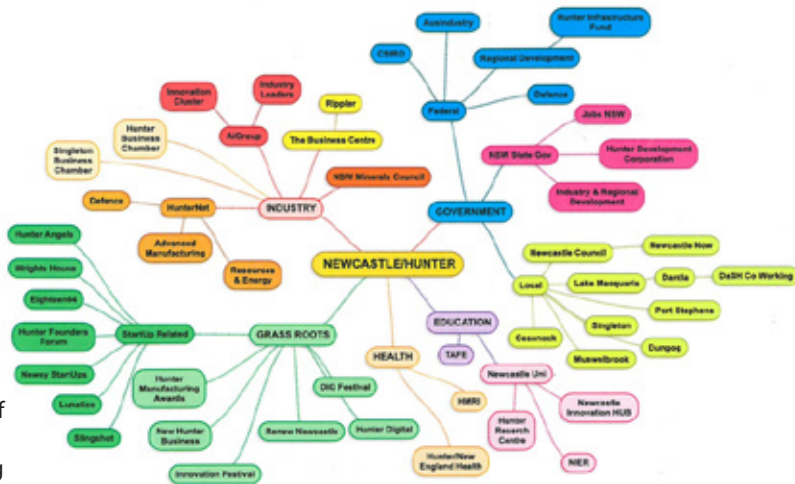 Hunter Infrastructure
Fund
AusIndustry
CSIRO
Regional Development
Federal
Defence
Innovation
Cluster
Industry
Leaders
Rippler
AiGroup
The Business Centre
Hunter
Business
Chamber
Singleton
Business
Chamber
NSW Minerals Council
Jobs NSW
NSW State Gov
Hunter Development
Corporation
Industry & Regional
Development
Defence
HunterNet
INDUSTRY
GOVERNMENT
Advanced
Manufacturing
Resources
& Energy
NEWCASTLE/HUNTER
Newcastle Council
Newcastle Now
Local
Lake Macquarie
Dantia
DaSH Co Working
Port Stephens
Singleton
Dungog
Cessnock
Muswellbrook
Hunter Angels
Wrights House
Eighteen04
Hunter Founders
Forum
StartUp Related
GRASS ROOTS
Newey StartUps
Lunatics
Slingshot
Hunter
Manufacturing
Awards
New Hunter
Business
Innovation Festival
Renew Newcastle
DIG Festival
Hunter Digital
EDUCATION
TAFE
HEALTH
HMRI
Hunter/New
England Health
Newcastle Uni
Newcastle
Innovation HUB
Hunter
Research
Centre
NIER
f
g